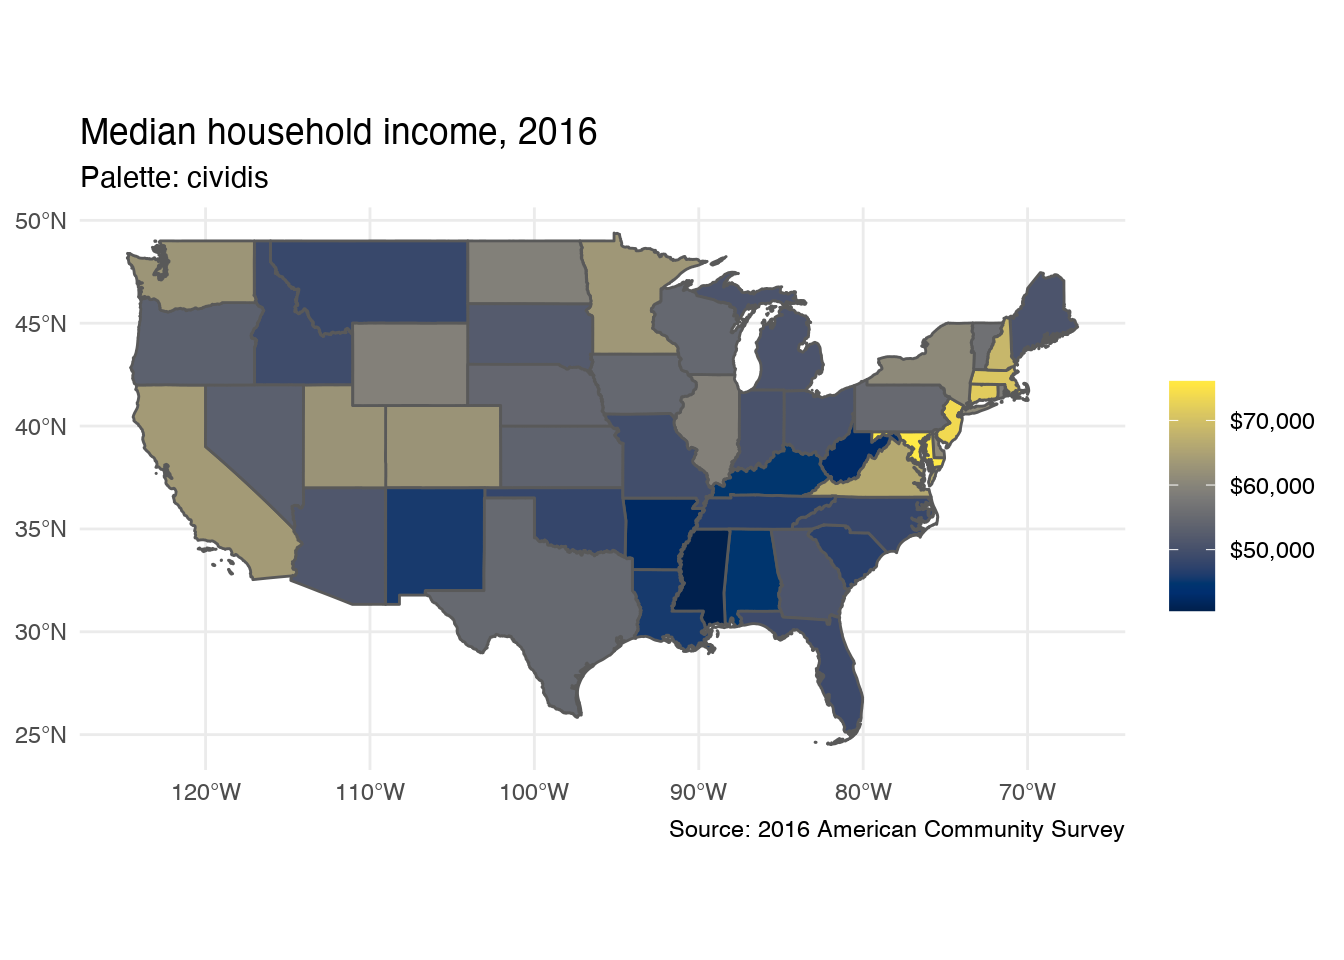 Median household income, 2016
Palette: cividis
50°N
45°N
40°N
35°N
30°N
25°N
120°W 110°W 100°W 90°W 80°W 70°W
$70,000
$60,000
$50,000
Source: 2016 American Community Survey